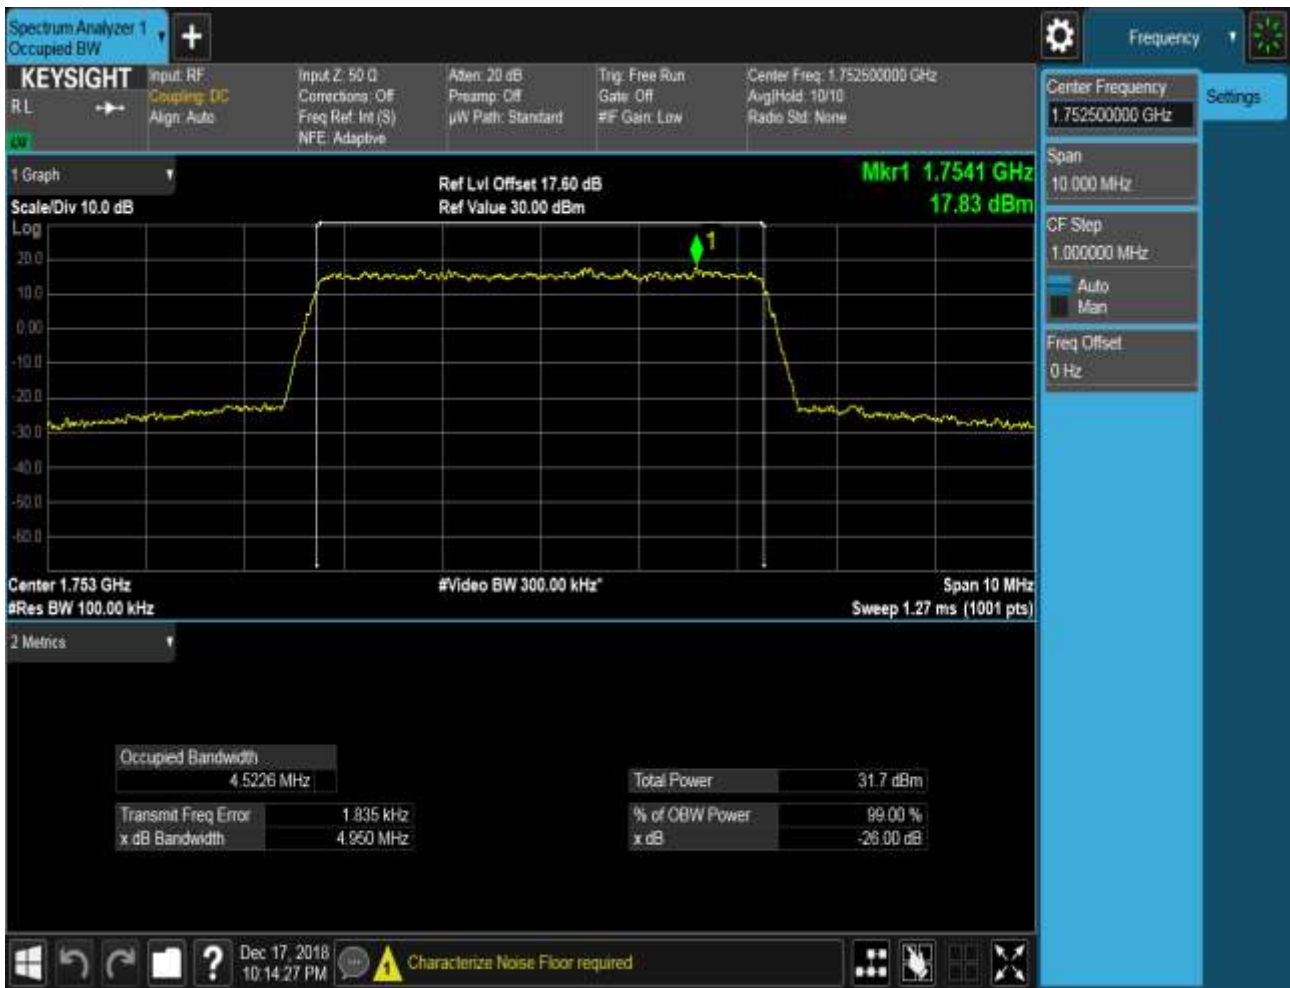 Spectrum Analyzer 1
Occupied BW
Frequency
KEYSIGHT
R L
Input: RF
Coupling: DC
Align: Auto
Input Z: 50 Ω
Corrections: Off
Freq Ref: Int (S)
NFE: Adaptive
Atten: 20 dB
Preamp: Off
µW Path: Standard
Trig: Free Run
Gate: Off
#IF Gain: Low
Center Freq: 1.752500000 GHz
Avg|Hold: 10/10
Radio Std: None
Center Frequency
1.752500000 GHz
Settings
Span
10.000 MHz
CF Step
1.000000 MHz
Auto
Man
Freq Offset
0 Hz
1 Graph
Scale/Div 10.0 dB
Ref Lvl Offset 17.60 dB
Ref Value 30.00 dBm
Mkr1 1.7541 GHz
17.83 dBm
Log
1
20.0
10.0
0.00
-10.0
-20.0
-30.0
-40.0
-50.0
-60.0
Center 1.753 GHz
#Video BW 300.00 kHz*
Span 10 MHz
#Res BW 100.00 kHz
Sweep 1.27 ms (1001 pts)
2 Metrics
Occupied Bandwidth
4.5226 MHz
Total Power 31.7 dBm
Transmit Freq Error 1.835 kHz
% of OBW Power 99.00 %
x dB Bandwidth 4.950 MHz
x dB -26.00 dB
?
Dec 17, 2018
10:14:27 PM
1
Characterize Noise Floor required